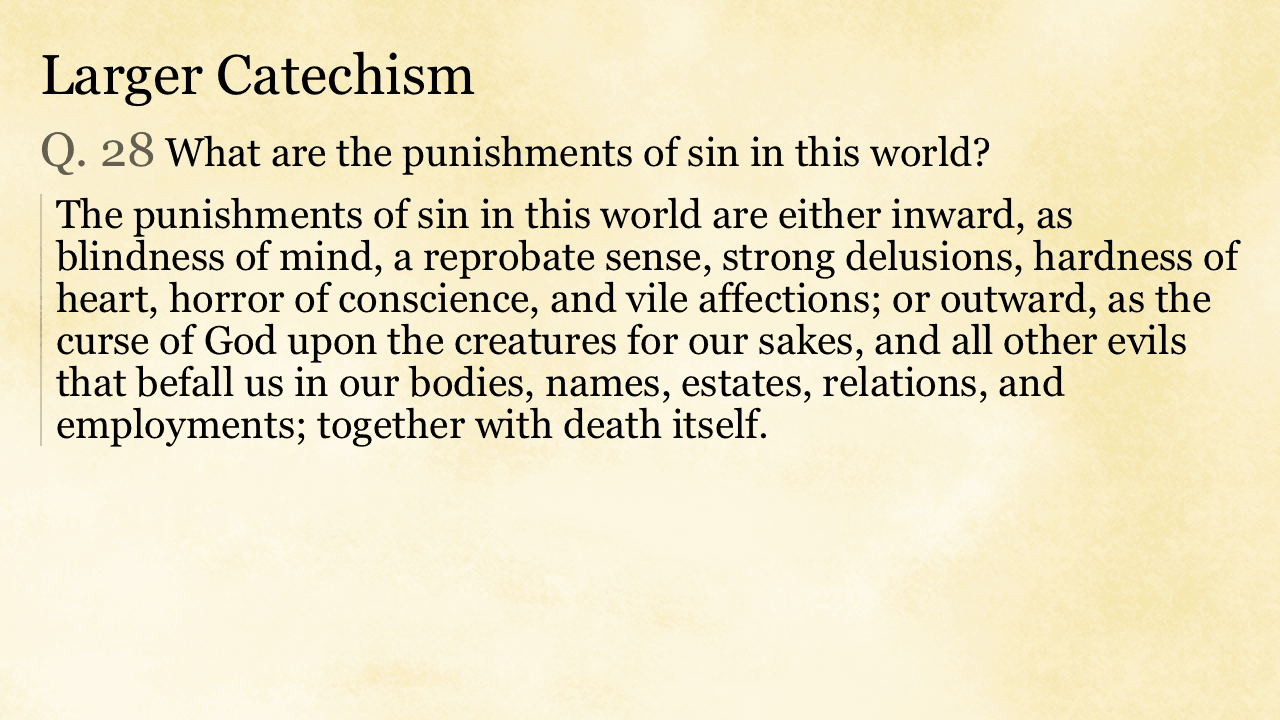 Larger Catechism
Q. 28 What are the punishments of sin in this world?
The punishments of sin in this world are either inward, as
blindness of mind, a reprobate sense, strong delusions, hardness of
heart, horror of conscience, and vile affections; or outward, as the
curse of God upon the creatures for our sakes, and all other evils
that befall us in our bodies, names, estates, relations, and
employments; together with death itself.